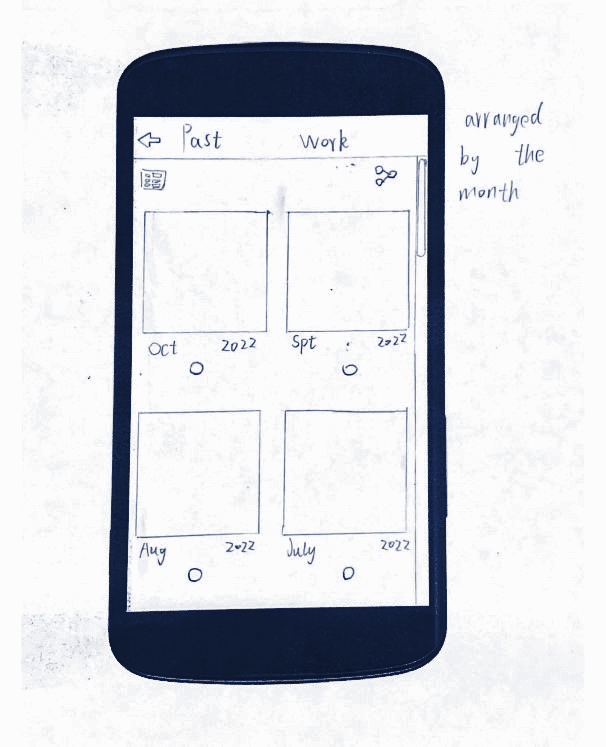 Past Work
Oct 2022
Spt 2022
Aug 2022
July 2022
arranged
by the
month